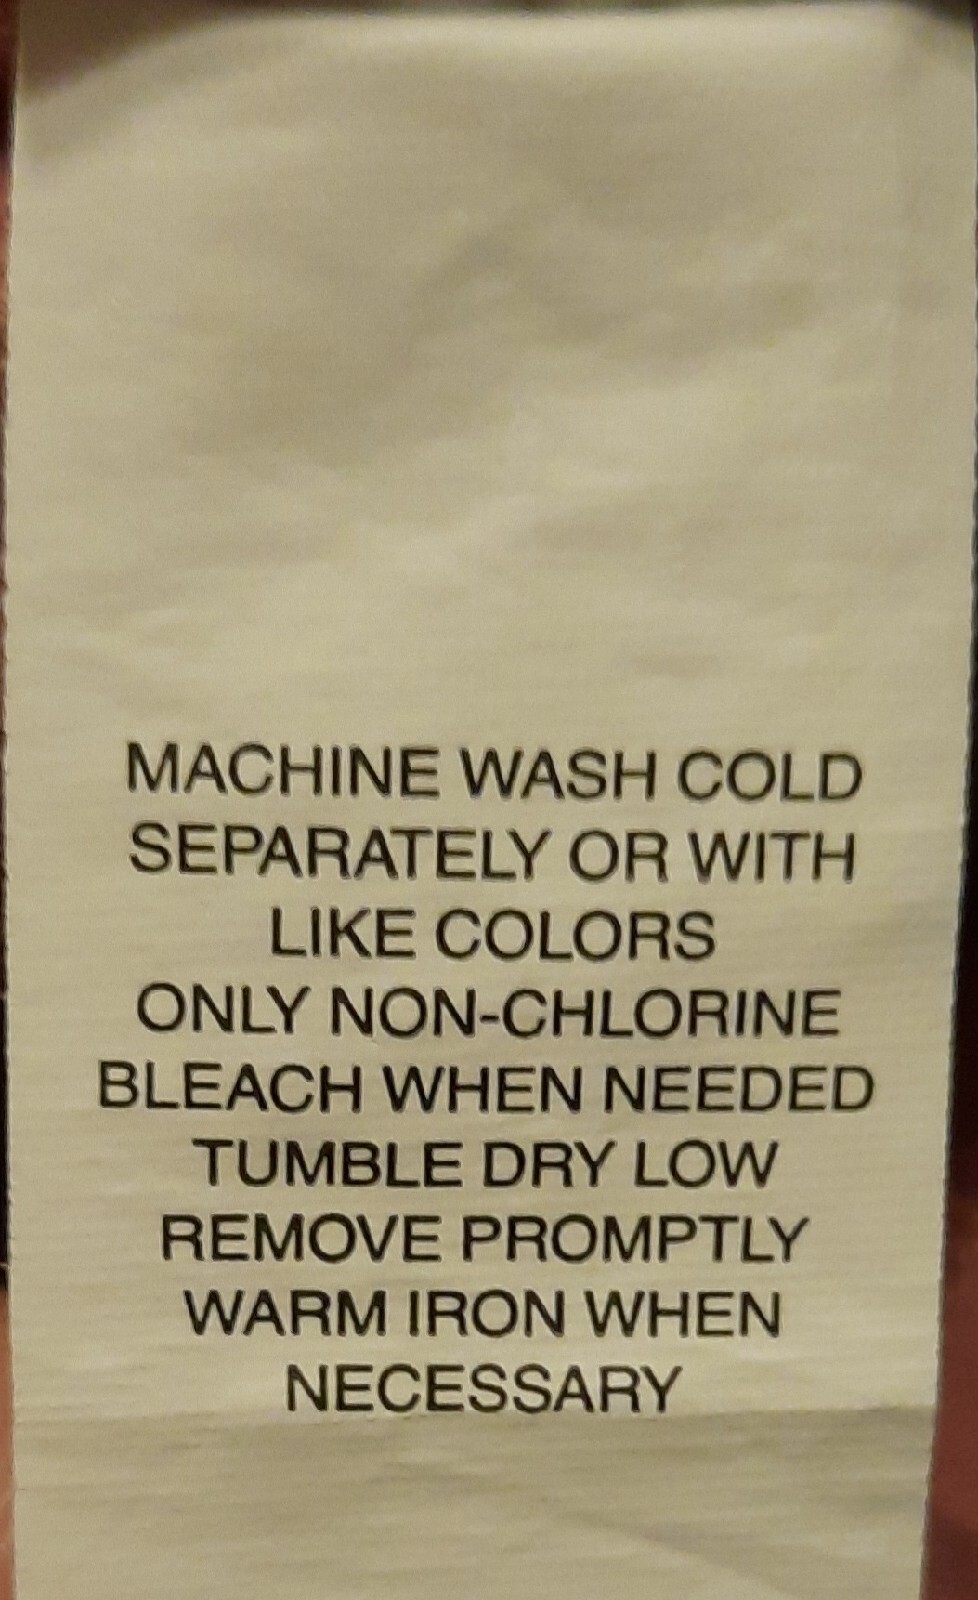 MACHINE WASH COLD
SEPARATELY OR WITH
LIKE COLORS
ONLY NON-CHLORINE
BLEACH WHEN NEEDED
TUMBLE DRY LOW
REMOVE PROMPTLY
WARM IRON WHEN
NECESSARY